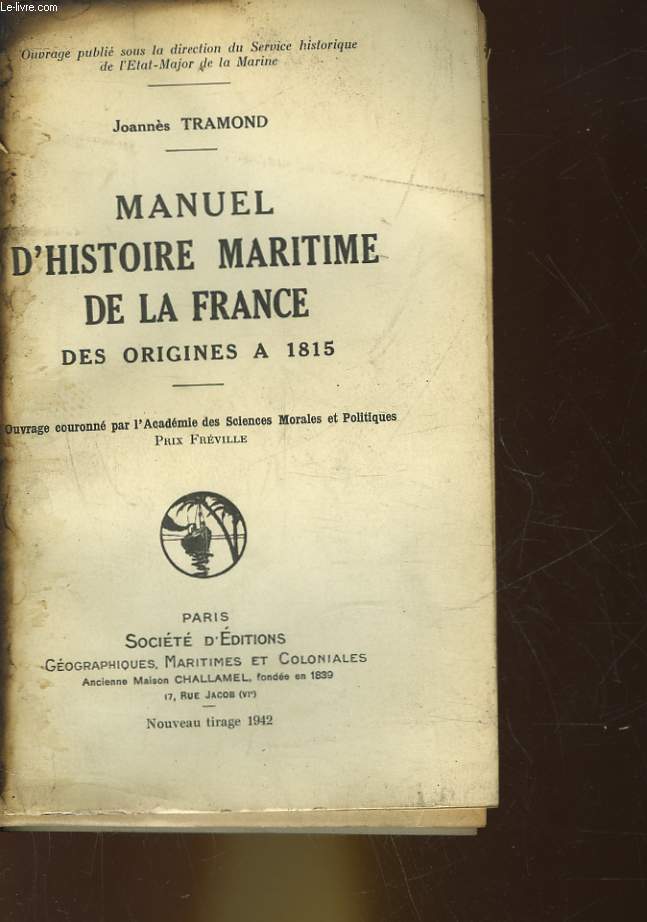 Le-livre.com
Ouvrage publié sous la direction du Service historique
de l'Etat-Major de la Marine
Joannès TRAMOND
MANUEL
D'HISTOIRE MARITIME
DE LA FRANCE
DES ORIGINES A 1815
Ouvrage couronné par l'Académie des Sciences Morales et Politiques
PRIX FRÉVILLE
PARIS
SOCIÉTÉ D'ÉDITIONS
GÉOGRAPHIQUES, MARITIMES ET COLONIALES
Ancienne Maison CHALLAMEL, fondée en 1839
17, RUE JACOB (VIe)
Nouveau tirage 1942